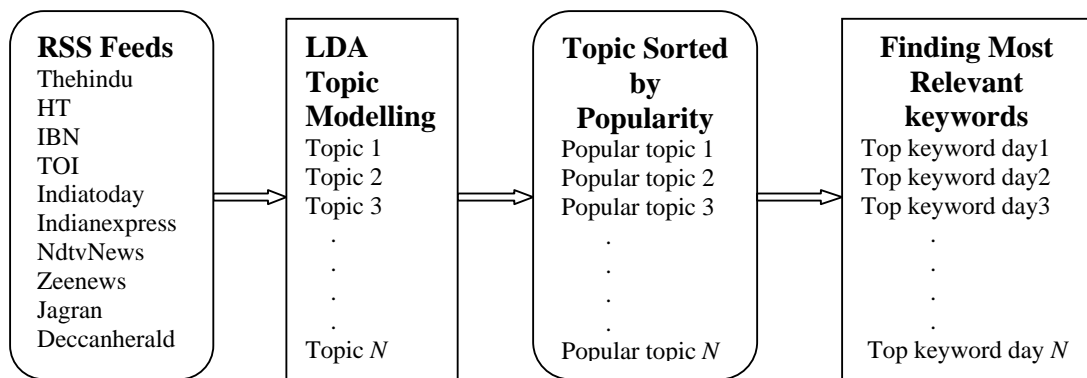 RSS Feeds
Thehindu
HT
IBN
TOI
Indiatoday
Indianexpress
NdtvNews
Zeenews
Jagran
Deccanherald
LDA
Topic
Modelling
Topic 1
Topic 2
Topic 3
.
.
.
.
Topic N
Topic Sorted
by
Popularity
Popular topic 1
Popular topic 2
Popular topic 3
.
.
.
.
Popular topic N
Finding Most
Relevant
keywords
Top keyword day1
Top keyword day2
Top keyword day3
.
.
.
.
Top keyword day N